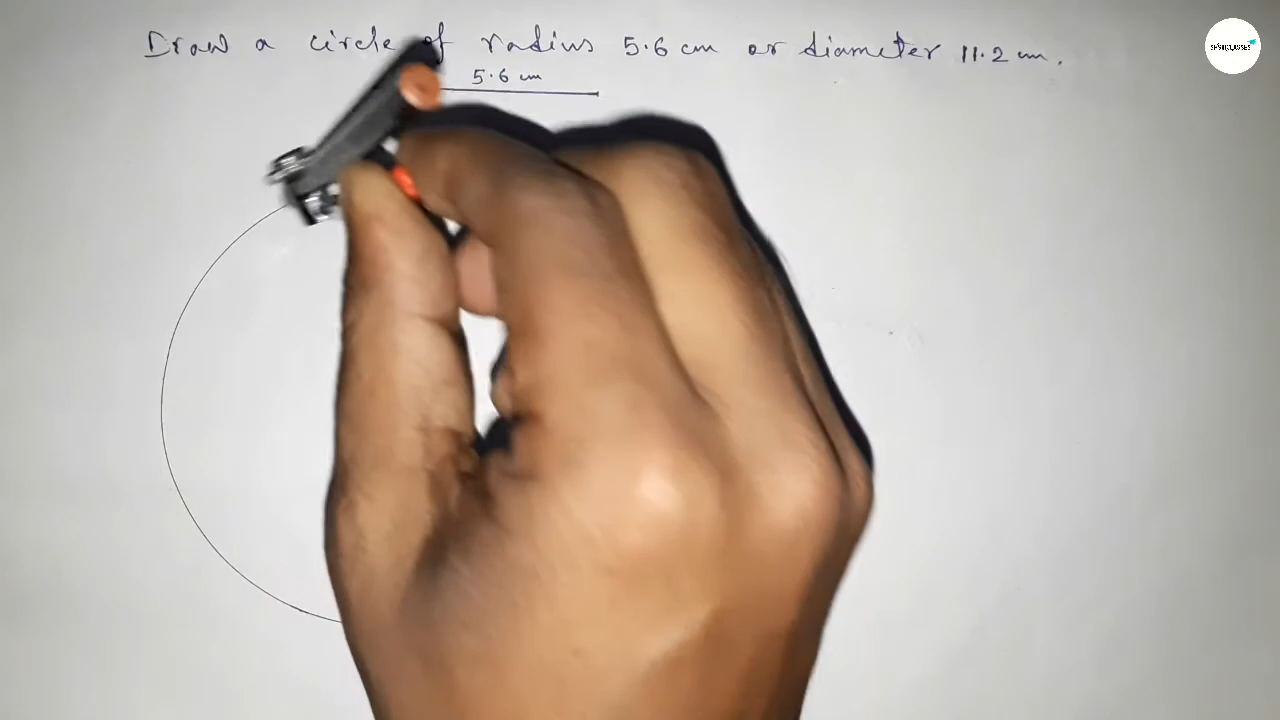 Draw a circle of radius 5.6 cm or diameter 11.2 cm.
5.6 cm